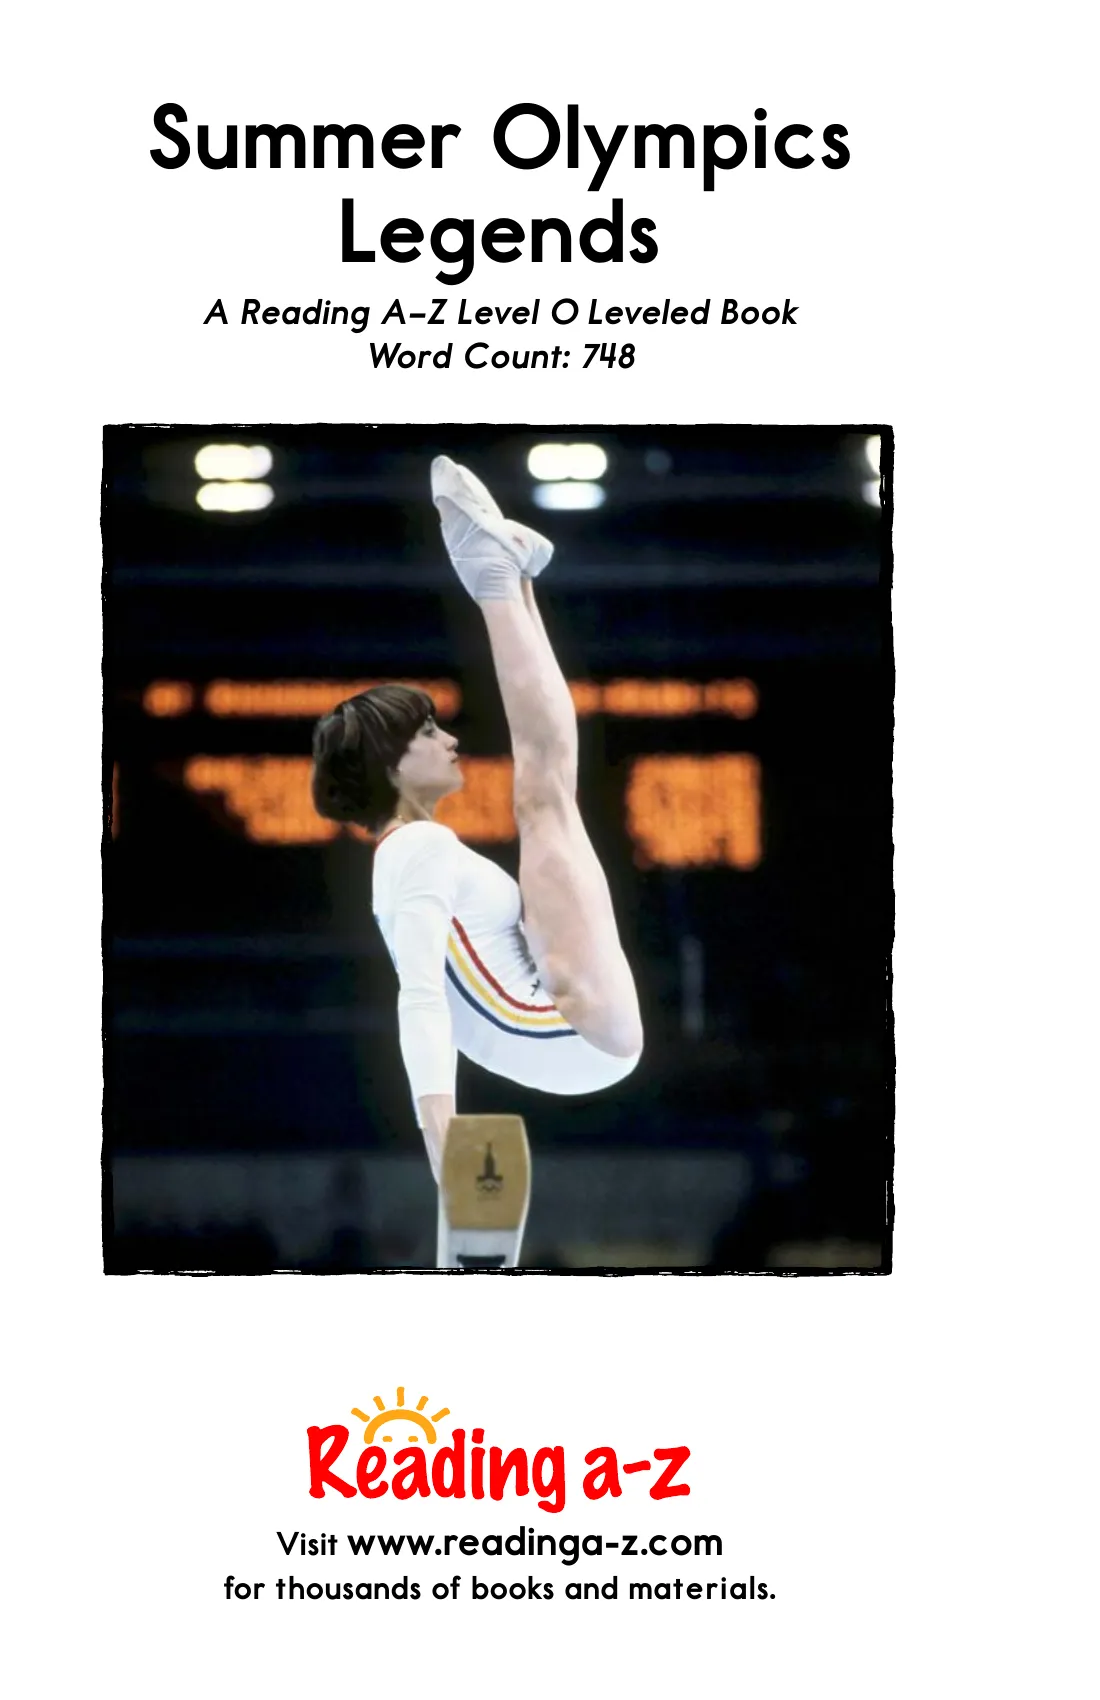 Summer Olympics
Legends
A Reading A–Z Level O Leveled Book
Word Count: 748
Reading a-z
Visit www.readinga-z.com
for thousands of books and materials.